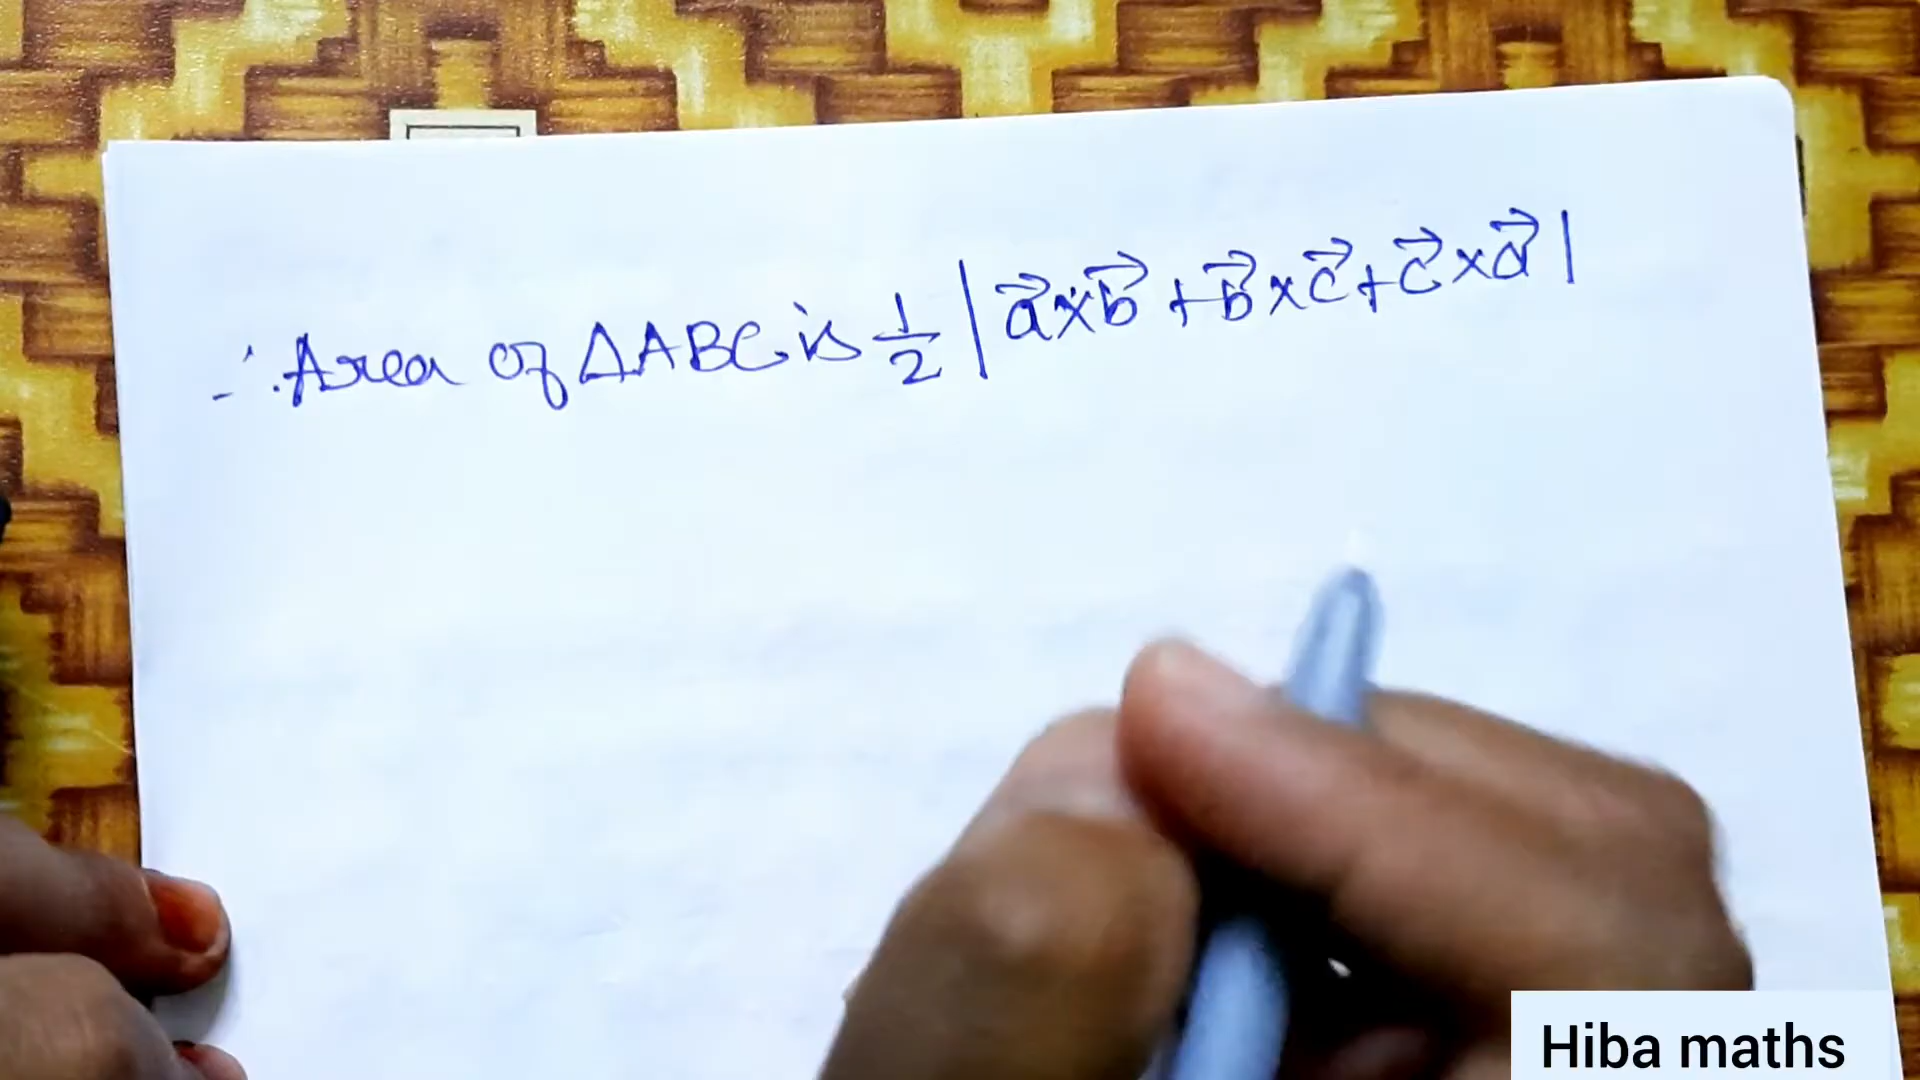 ∴ Area of ΔABC is 1/2 |a⃗×b⃗ + b⃗×c⃗ + c⃗×a⃗|
Hiba maths